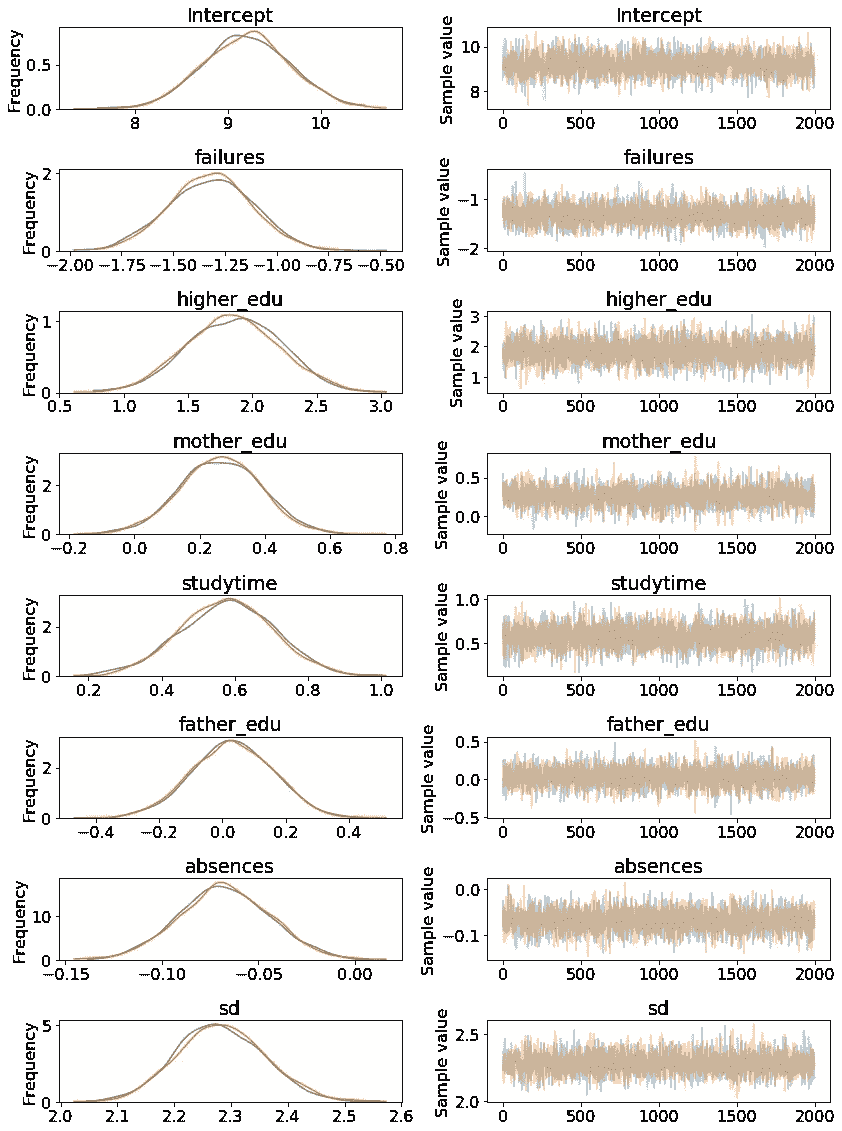 Intercept
Frequency
0.5
0.0
8 9 10
Intercept
Sample value
10
8
0 500 1000 1500 2000
failures
Frequency
2
0
−2.00 −1.75 −1.50 −1.25 −1.00 −0.75 −0.50
failures
Sample value
−1
−2
0 500 1000 1500 2000
higher_edu
Frequency
1
0
0.5 1.0 1.5 2.0 2.5 3.0
higher_edu
Sample value
3
2
1
0 500 1000 1500 2000
mother_edu
Frequency
2
0
−0.2 0.0 0.2 0.4 0.6 0.8
mother_edu
Sample value
0.5
0.0
0 500 1000 1500 2000
studytime
Frequency
2
0
0.2 0.4 0.6 0.8 1.0
studytime
Sample value
1.0
0.5
0 500 1000 1500 2000
father_edu
Frequency
2
0
−0.4 −0.2 0.0 0.2 0.4
father_edu
Sample value
0.5
0.0
−0.5
0 500 1000 1500 2000
absences
Frequency
10
0
−0.15 −0.10 −0.05 0.00
absences
Sample value
0.0
−0.1
0 500 1000 1500 2000
sd
Frequency
5
0
2.0 2.1 2.2 2.3 2.4 2.5 2.6
sd
Sample value
2.5
2.0
0 500 1000 1500 2000